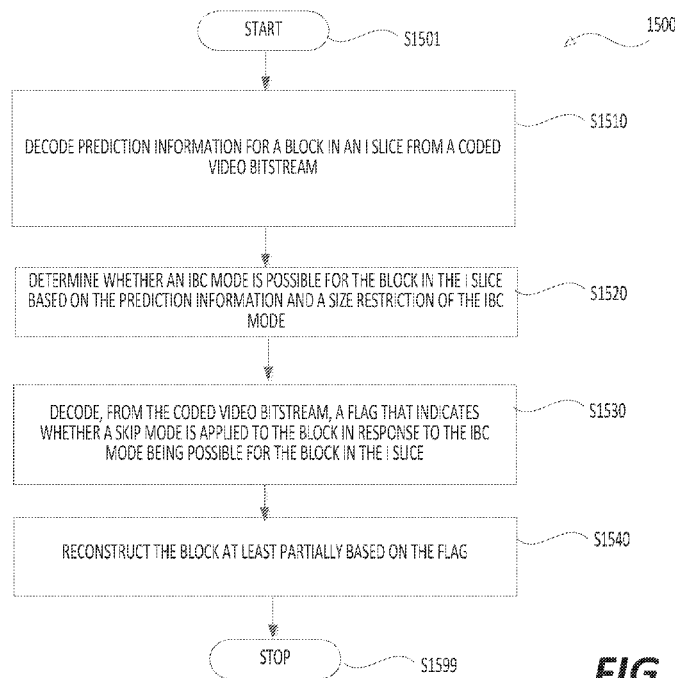 START
S1501
1500
DECODE PREDICTION INFORMATION FOR A BLOCK IN AN I SLICE FROM A CODED
VIDEO BITSTREAM
S1510
DETERMINE WHETHER AN IBC MODE IS POSSIBLE FOR THE BLOCK IN THE I SLICE
BASED ON THE PREDICTION INFORMATION AND A SIZE RESTRICTION OF THE IBC
MODE
S1520
DECODE, FROM THE CODED VIDEO BITSTREAM, A FLAG THAT INDICATES
WHETHER A SKIP MODE IS APPLIED TO THE BLOCK IN RESPONSE TO THE IBC
MODE BEING POSSIBLE FOR THE BLOCK IN THE I SLICE
S1530
RECONSTRUCT THE BLOCK AT LEAST PARTIALLY BASED ON THE FLAG
S1540
STOP
S1599
FIG